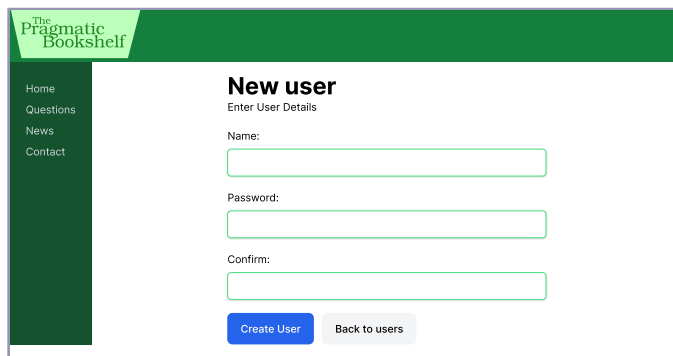 The
Pragmatic
Bookshelf
Home
Questions
News
Contact
New user
Enter User Details
Name:
Password:
Confirm:
Create User
Back to users